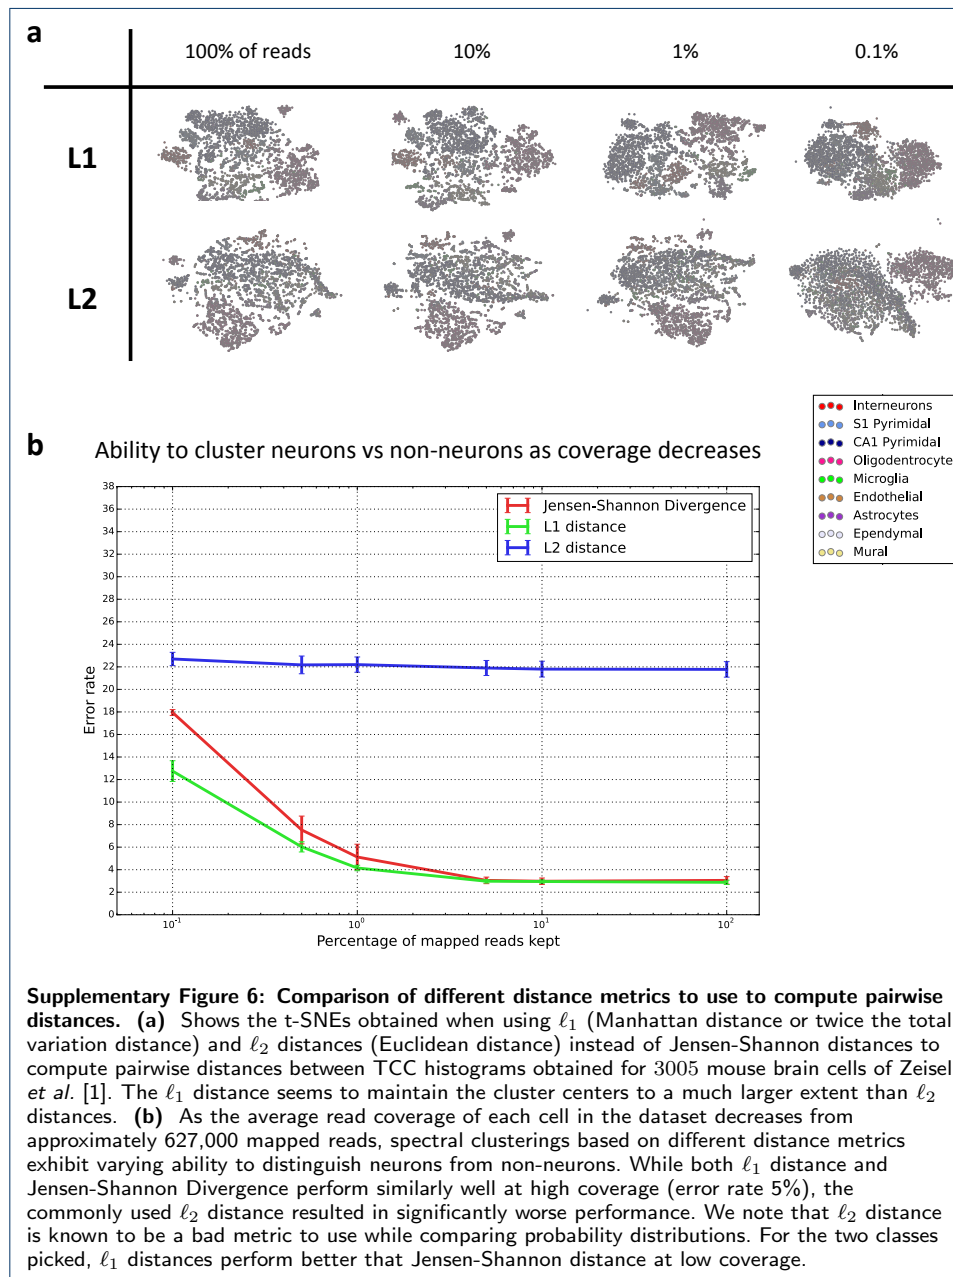 a
100% of reads 10% 1% 0.1%
L1
L2
Interneurons
S1 Pyrimidal
CA1 Pyrimidal
Oligodentrocyte
Microglia
Endothelial
Astrocytes
Ependymal
Mural
b Ability to cluster neurons vs non-neurons as coverage decreases
Jensen-Shannon Divergence
L1 distance
L2 distance
38
36
34
32
30
28
26
24
22
20
18
16
14
12
10
8
6
4
2
0
Error rate
10⁻¹ 10⁰ 10¹ 10²
Percentage of mapped reads kept
Supplementary Figure 6: Comparison of different distance metrics to use to compute pairwise
distances. (a) Shows the t-SNEs obtained when using ℓ₁ (Manhattan distance or twice the total
variation distance) and ℓ₂ distances (Euclidean distance) instead of Jensen-Shannon distances to
compute pairwise distances between TCC histograms obtained for 3005 mouse brain cells of Zeisel
et al. [1]. The ℓ₁ distance seems to maintain the cluster centers to a much larger extent than ℓ₂
distances. (b) As the average read coverage of each cell in the dataset decreases from
approximately 627,000 mapped reads, spectral clusterings based on different distance metrics
exhibit varying ability to distinguish neurons from non-neurons. While both ℓ₁ distance and
Jensen-Shannon Divergence perform similarly well at high coverage (error rate 5%), the
commonly used ℓ₂ distance resulted in significantly worse performance. We note that ℓ₂ distance
is known to be a bad metric to use while comparing probability distributions. For the two classes
picked, ℓ₁ distances perform better that Jensen-Shannon distance at low coverage.